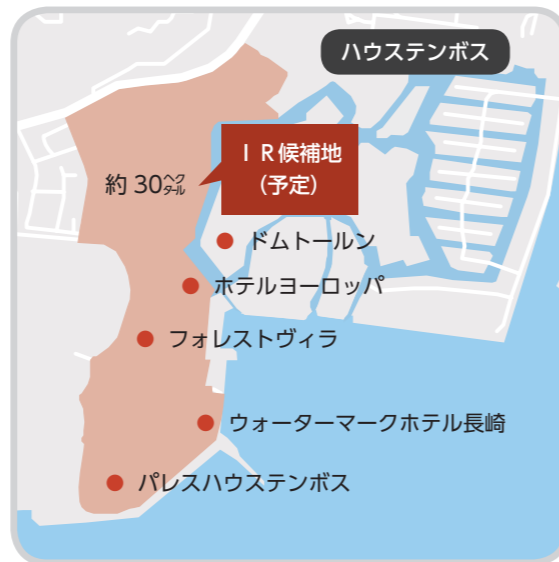 ハウステンボス
ＩＲ候補地
（予定）
約30㌶
ドムトールン
ホテルヨーロッパ
フォレストヴィラ
ウォーターマークホテル長崎
パレスハウステンボス